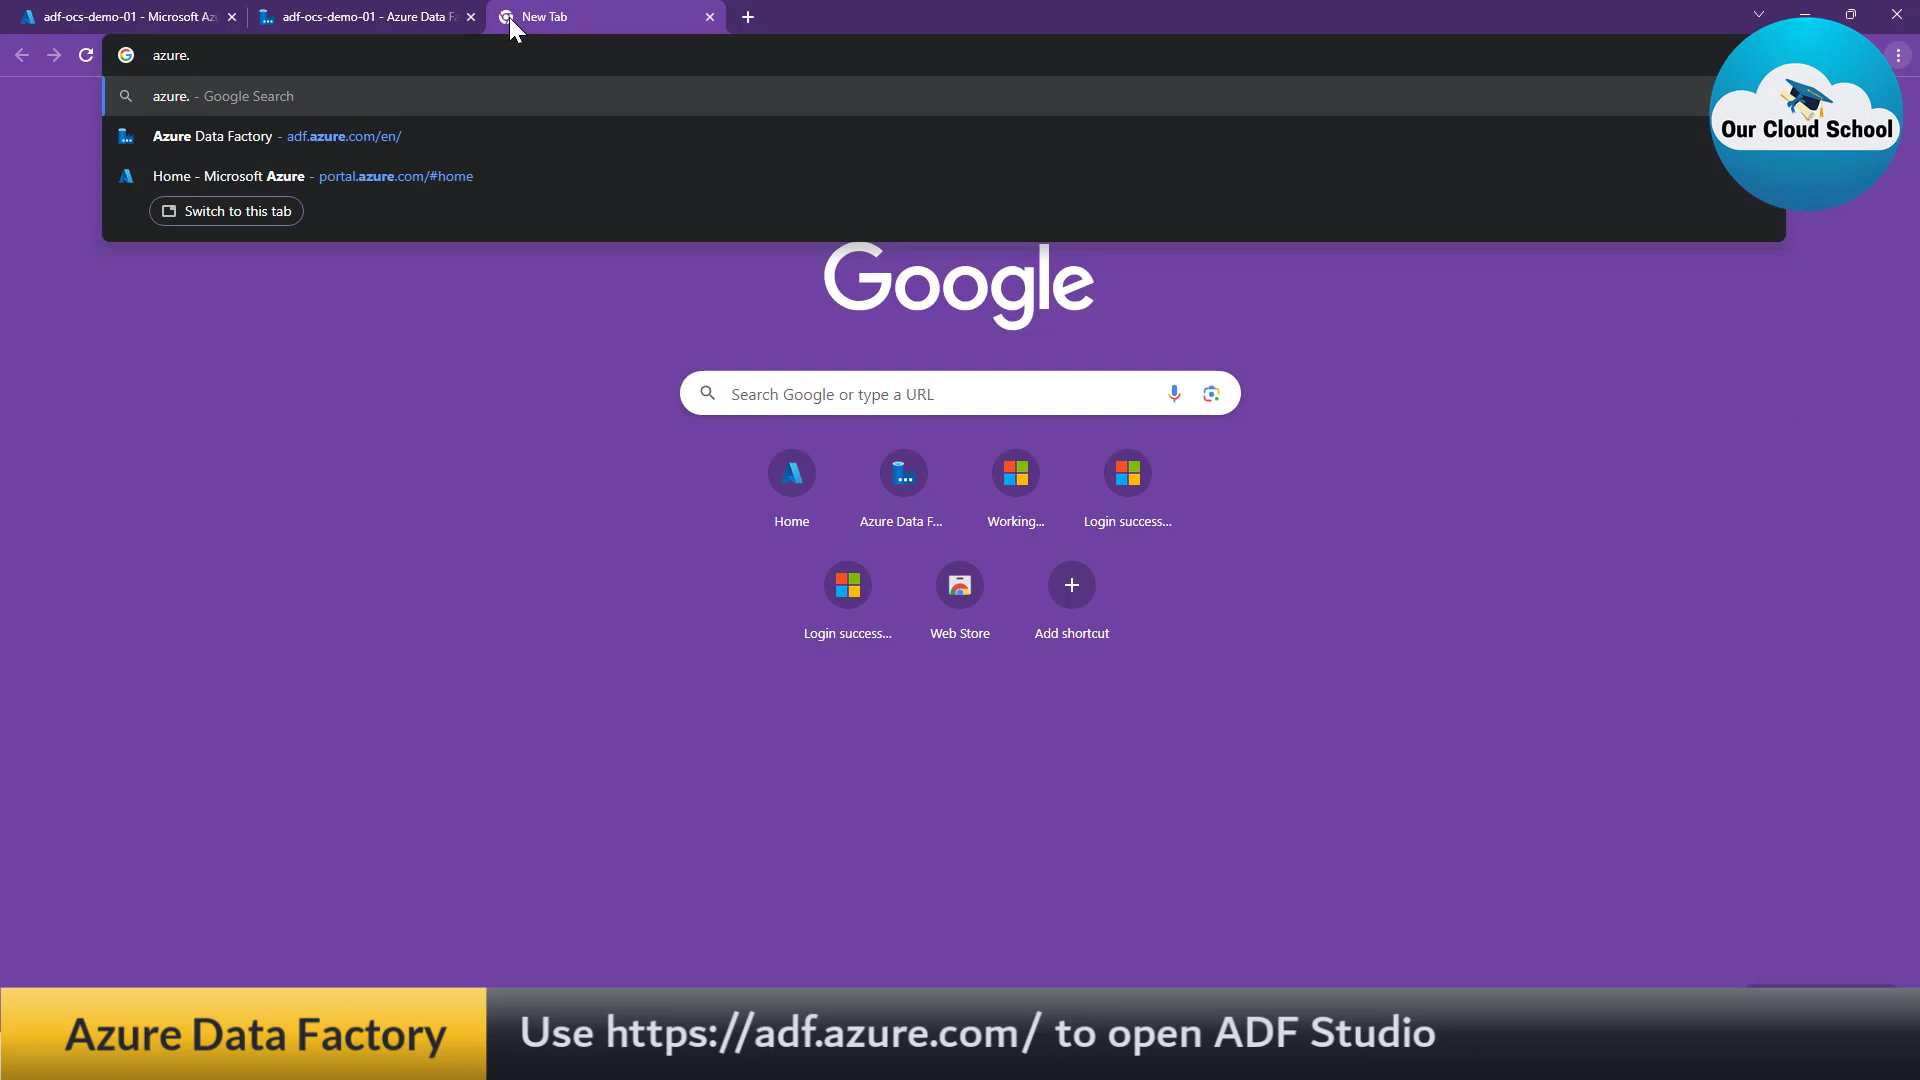 adf-ocs-demo-01 - Microsoft Az
adf-ocs-demo-01 - Azure Data Fa
New Tab
azure.
azure. - Google Search
Azure Data Factory - adf.azure.com/en/
Home - Microsoft Azure - portal.azure.com/#home
Switch to this tab
Our Cloud School
Google
Search Google or type a URL
Home
Azure Data F...
Working...
Login success...
Login success...
Web Store
Add shortcut
Azure Data Factory
Use https://adf.azure.com/ to open ADF Studio